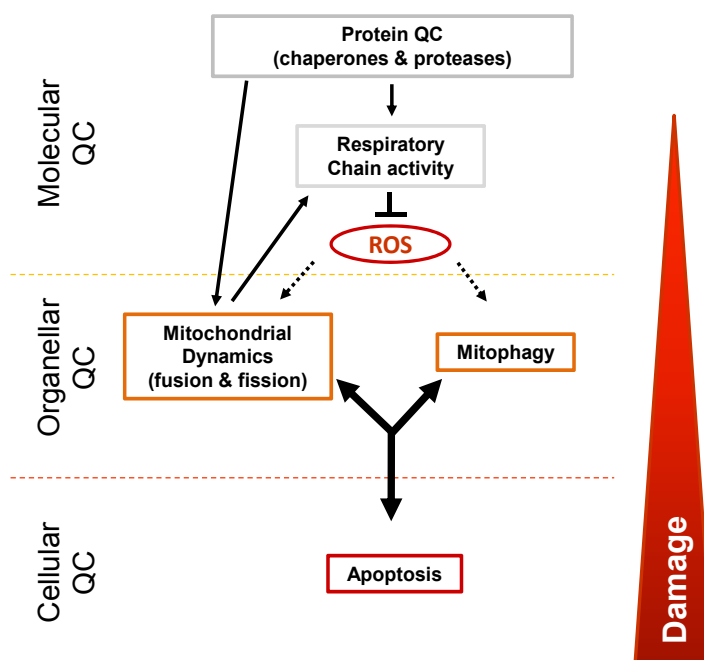 Protein QC
(chaperones & proteases)
Molecular
QC
Respiratory
Chain activity
ROS
Organellar
QC
Mitochondrial
Dynamics
(fusion & fission)
Mitophagy
Cellular
QC
Apoptosis
Damage